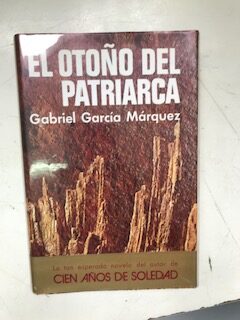 EL OTOÑO DEL
PATRIARCA
Gabriel García Márquez
La tan esperada novela del autor de
CIEN AÑOS DE SOLEDAD